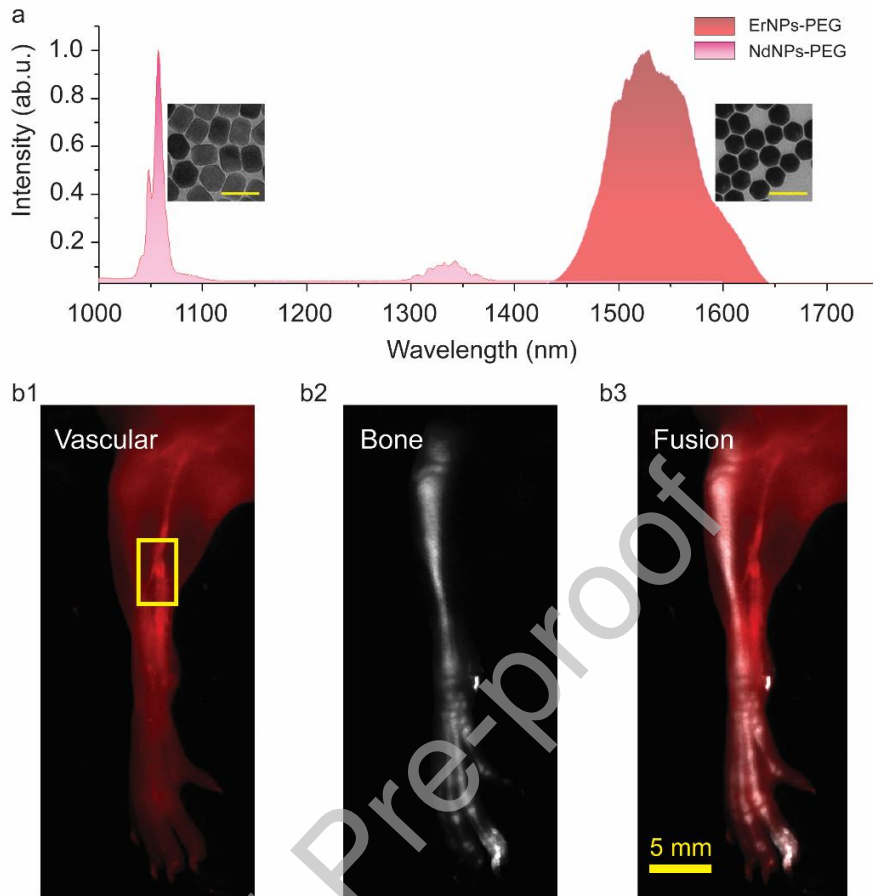 a
ErNPs-PEG
NdNPs-PEG
Intensity (ab.u.)
1.0
0.8
0.6
0.4
0.2
1000 1100 1200 1300 1400 1500 1600 1700
Wavelength (nm)
b1 b2 b3
Vascular Bone Fusion
5 mm
Pre-proof